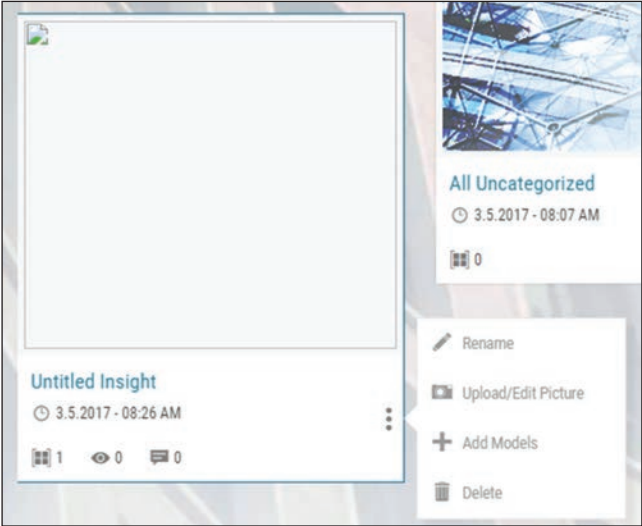 Untitled Insight
3.5.2017 - 08:26 AM
1 0 0
All Uncategorized
3.5.2017 - 08:07 AM
0
Rename
Upload/Edit Picture
Add Models
Delete